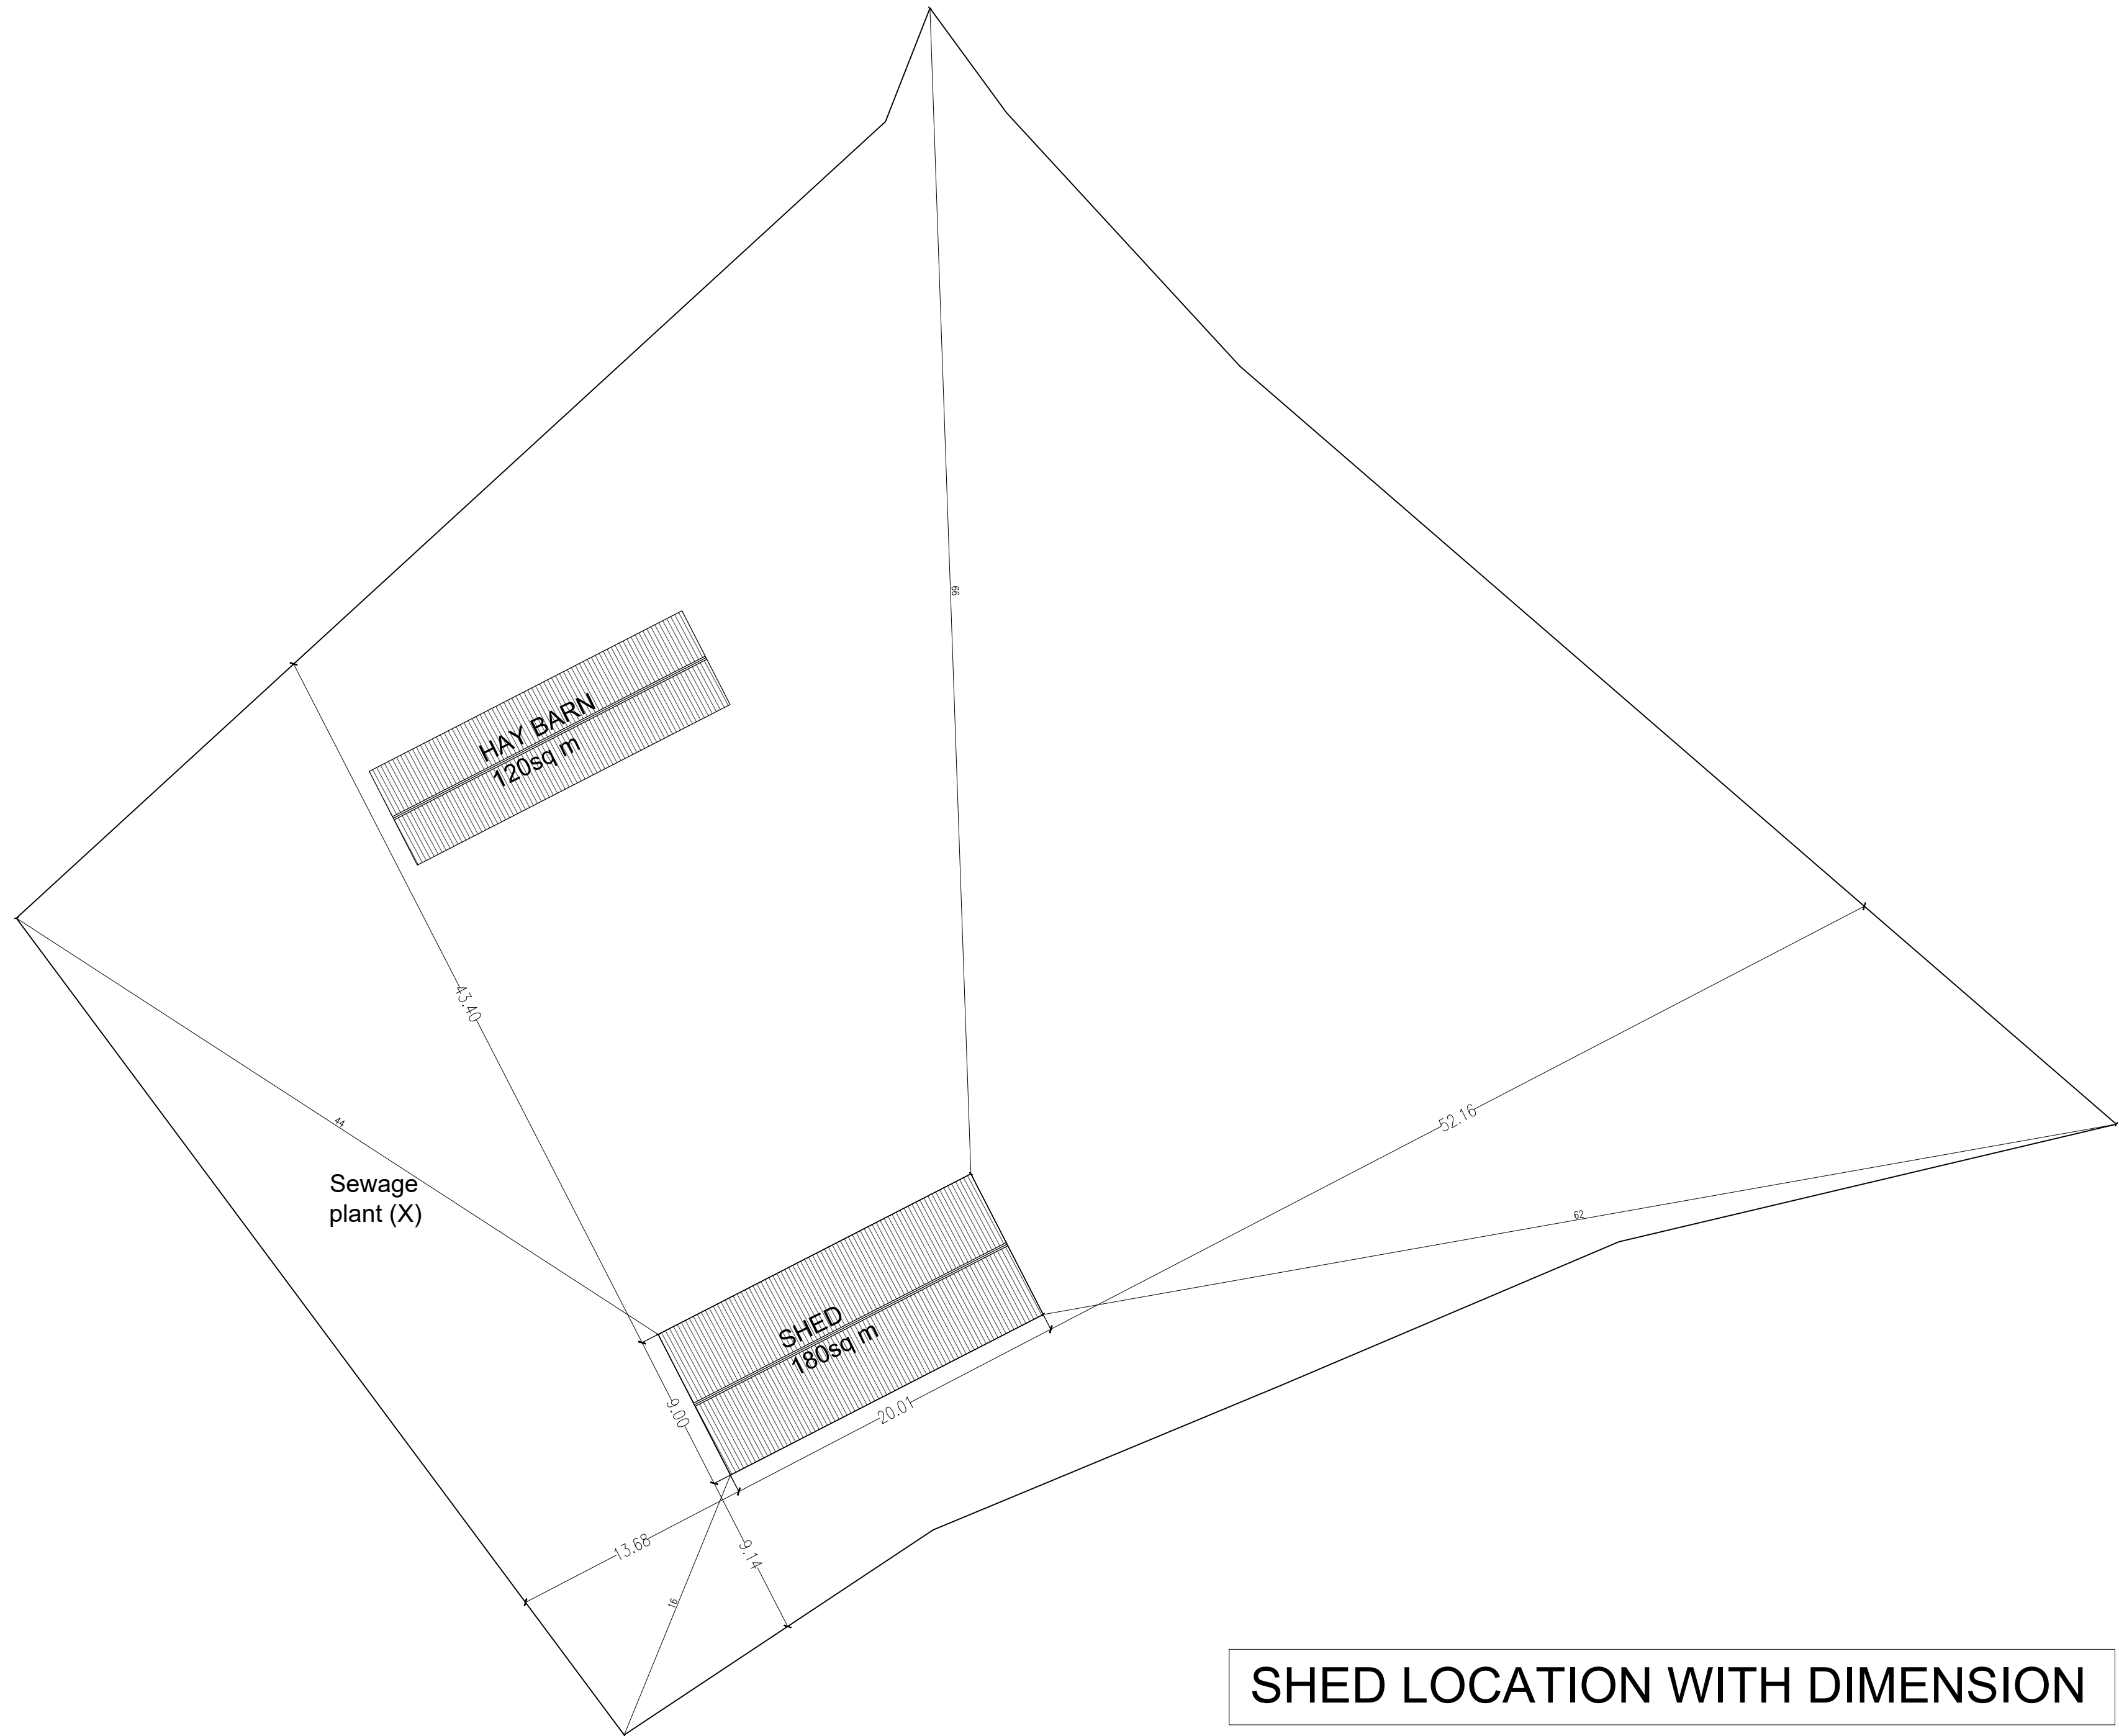 66
HAY BARN
120sq m
43.40
44
Sewage
plant (X)
52.16
62
SHED
180sq m
9.00
20.01
13.68
9.14
16
SHED LOCATION WITH DIMENSION